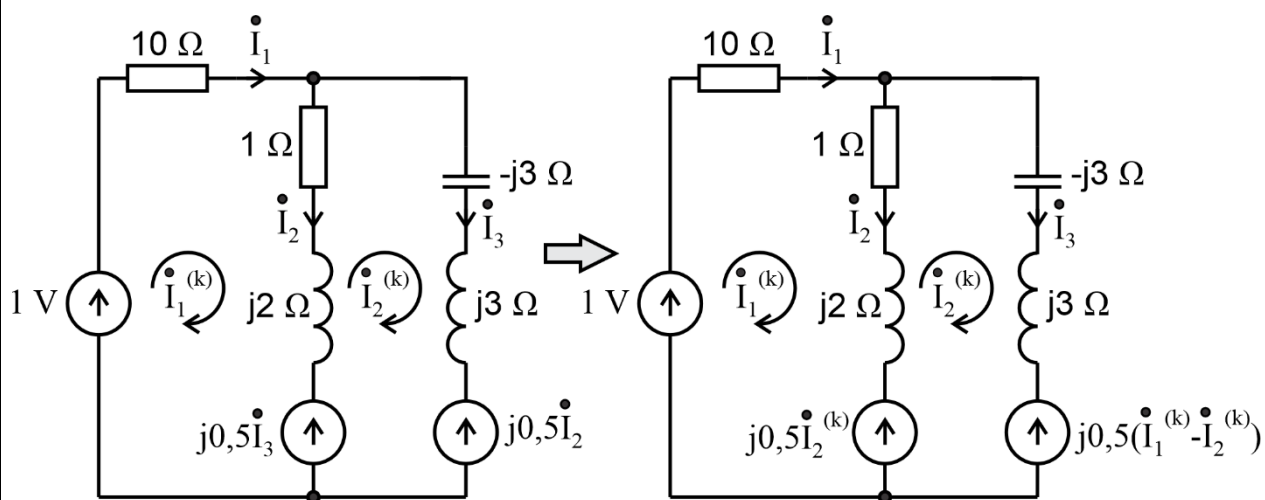 10 Ω İ₁ 10 Ω İ₁
1 Ω -j3 Ω 1 Ω -j3 Ω
İ₂ İ₃ İ₂ İ₃
1 V İ₁⁽ᵏ⁾ j2 Ω İ₂⁽ᵏ⁾ j3 Ω 1 V İ₁⁽ᵏ⁾ j2 Ω İ₂⁽ᵏ⁾ j3 Ω
j0,5İ₃ j0,5İ₂ j0,5İ₂⁽ᵏ⁾ j0,5(İ₁⁽ᵏ⁾-İ₂⁽ᵏ⁾)